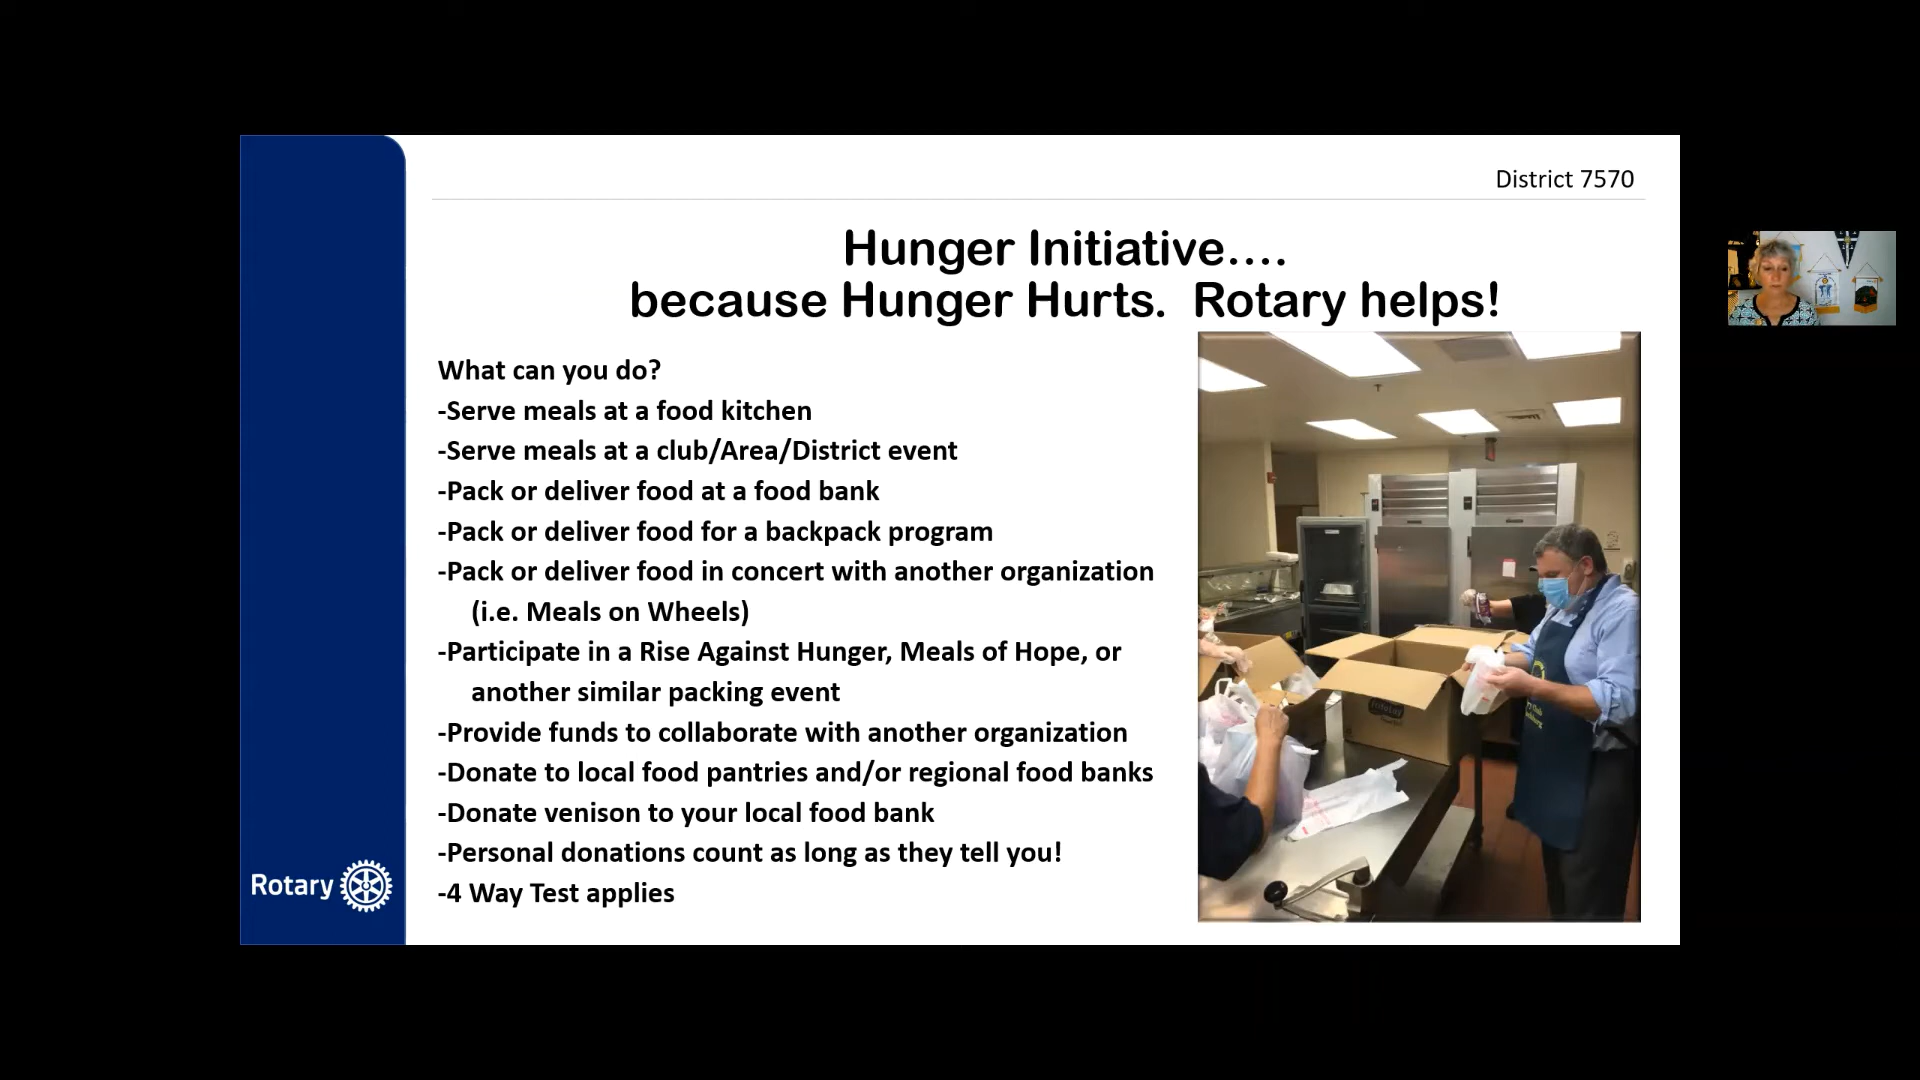 District 7570
Hunger Initiative....
because Hunger Hurts.  Rotary helps!
What can you do?
-Serve meals at a food kitchen
-Serve meals at a club/Area/District event
-Pack or deliver food at a food bank
-Pack or deliver food for a backpack program
-Pack or deliver food in concert with another organization
(i.e. Meals on Wheels)
-Participate in a Rise Against Hunger, Meals of Hope, or
another similar packing event
-Provide funds to collaborate with another organization
-Donate to local food pantries and/or regional food banks
-Donate venison to your local food bank
-Personal donations count as long as they tell you!
-4 Way Test applies
Rotary